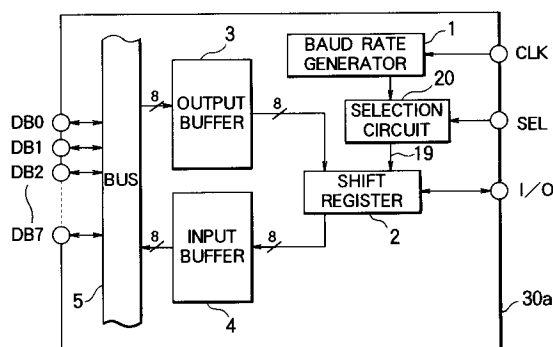 3
1
BAUD RATE
GENERATOR
CLK
20
8
OUTPUT
BUFFER
8
SELECTION
CIRCUIT
SEL
DB0
DB1
DB2
BUS
19
SHIFT
REGISTER
I/O
2
8
INPUT
BUFFER
8
DB7
5
4
30a